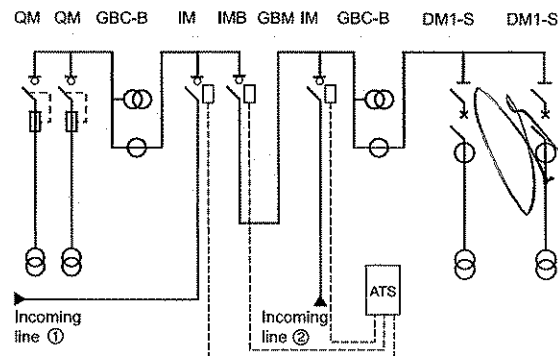 QM QM GBC-B IM IMB GBM IM GBC-B DM1-S DM1-S
ATS
Incoming
line ①
Incoming
line ②